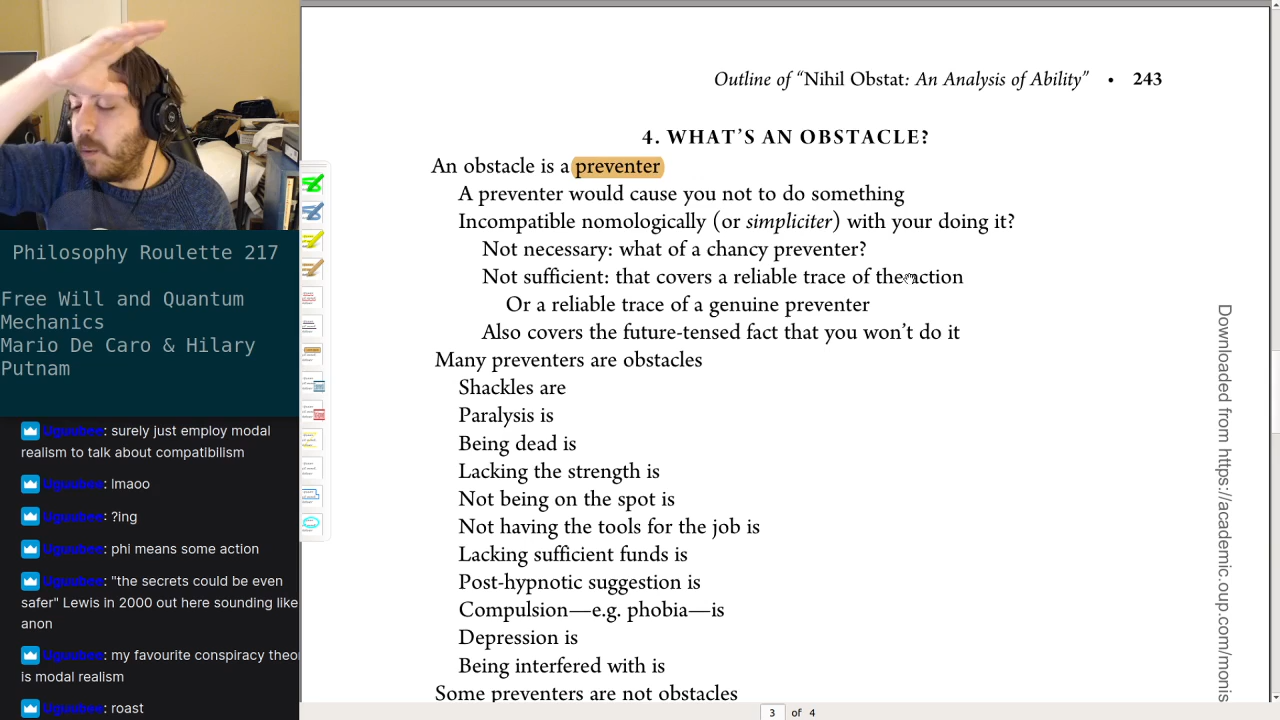 Outline of “Nihil Obstat: An Analysis of Ability” • 243
4. WHAT’S AN OBSTACLE?
An obstacle is a preventer
A preventer would cause you not to do something
Incompatible nomologically (or simpliciter) with your doing it?
Not necessary: what of a chancy preventer?
Not sufficient: that covers a reliable trace of the action
Or a reliable trace of a genuine preventer
Also covers the future-tensed fact that you won’t do it
Many preventers are obstacles
Shackles are
Paralysis is
Being dead is
Lacking the strength is
Not being on the spot is
Not having the tools for the job is
Lacking sufficient funds is
Post-hypnotic suggestion is
Compulsion—e.g. phobia—is
Depression is
Being interfered with is
Some preventers are not obstacles
3 of 4
Downloaded from https://academic.oup.com/monis
Philosophy Roulette 217
Free Will and Quantum
Mechanics
Mario De Caro & Hilary
Putnam
Uguubee: surely just employ modal
realism to talk about compatibilism
Uguubee: lmaoo
Uguubee: ?ing
Uguubee: phi means some action
Uguubee: "the secrets could be even
safer" Lewis in 2000 out here sounding like
anon
Uguubee: my favourite conspiracy theo
is modal realism
Uguubee: roast